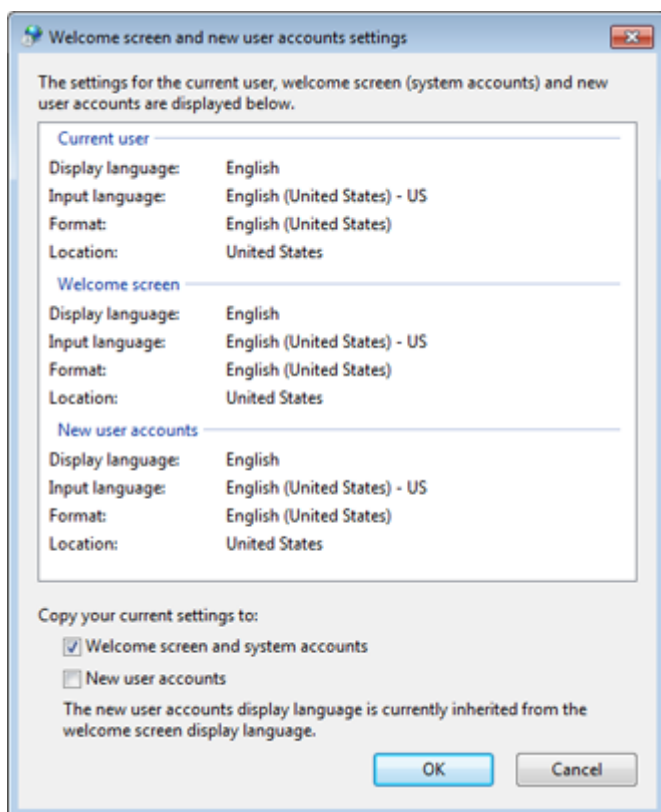 Welcome screen and new user accounts settings
The settings for the current user, welcome screen (system accounts) and new
user accounts are displayed below.
Current user
Display language: English
Input language: English (United States) - US
Format: English (United States)
Location: United States
Welcome screen
Display language: English
Input language: English (United States) - US
Format: English (United States)
Location: United States
New user accounts
Display language: English
Input language: English (United States) - US
Format: English (United States)
Location: United States
Copy your current settings to:
Welcome screen and system accounts
New user accounts
The new user accounts display language is currently inherited from the
welcome screen display language.
OK Cancel